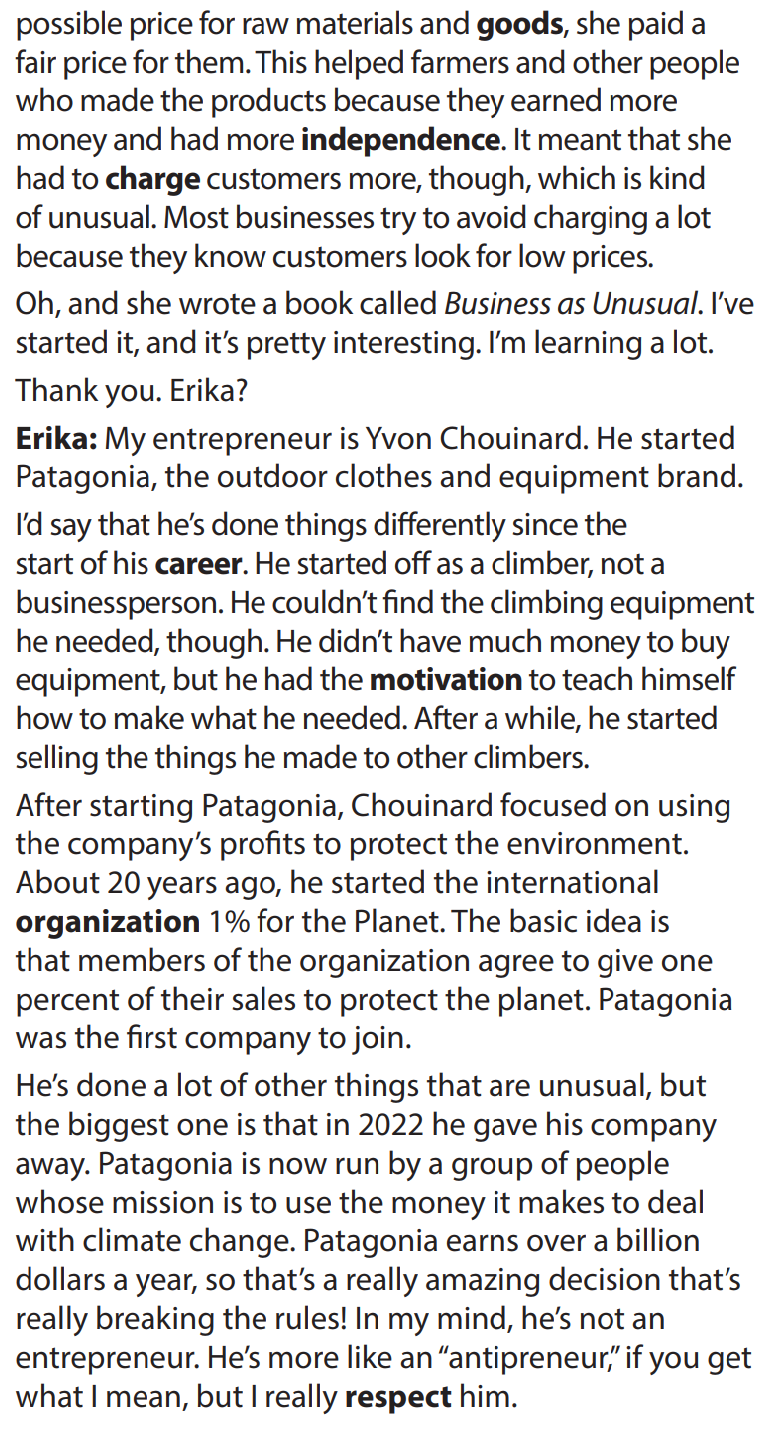 possible price for raw materials and goods, she paid a
fair price for them. This helped farmers and other people
who made the products because they earned more
money and had more independence. It meant that she
had to charge customers more, though, which is kind
of unusual. Most businesses try to avoid charging a lot
because they know customers look for low prices.
Oh, and she wrote a book called Business as Unusual. I’ve
started it, and it’s pretty interesting. I’m learning a lot.
Thank you. Erika?
Erika: My entrepreneur is Yvon Chouinard. He started
Patagonia, the outdoor clothes and equipment brand.
I’d say that he’s done things differently since the
start of his career. He started off as a climber, not a
businessperson. He couldn’t find the climbing equipment
he needed, though. He didn’t have much money to buy
equipment, but he had the motivation to teach himself
how to make what he needed. After a while, he started
selling the things he made to other climbers.
After starting Patagonia, Chouinard focused on using
the company’s profits to protect the environment.
About 20 years ago, he started the international
organization 1% for the Planet. The basic idea is
that members of the organization agree to give one
percent of their sales to protect the planet. Patagonia
was the first company to join.
He’s done a lot of other things that are unusual, but
the biggest one is that in 2022 he gave his company
away. Patagonia is now run by a group of people
whose mission is to use the money it makes to deal
with climate change. Patagonia earns over a billion
dollars a year, so that’s a really amazing decision that’s
really breaking the rules! In my mind, he’s not an
entrepreneur. He’s more like an “antipreneur,” if you get
what I mean, but I really respect him.